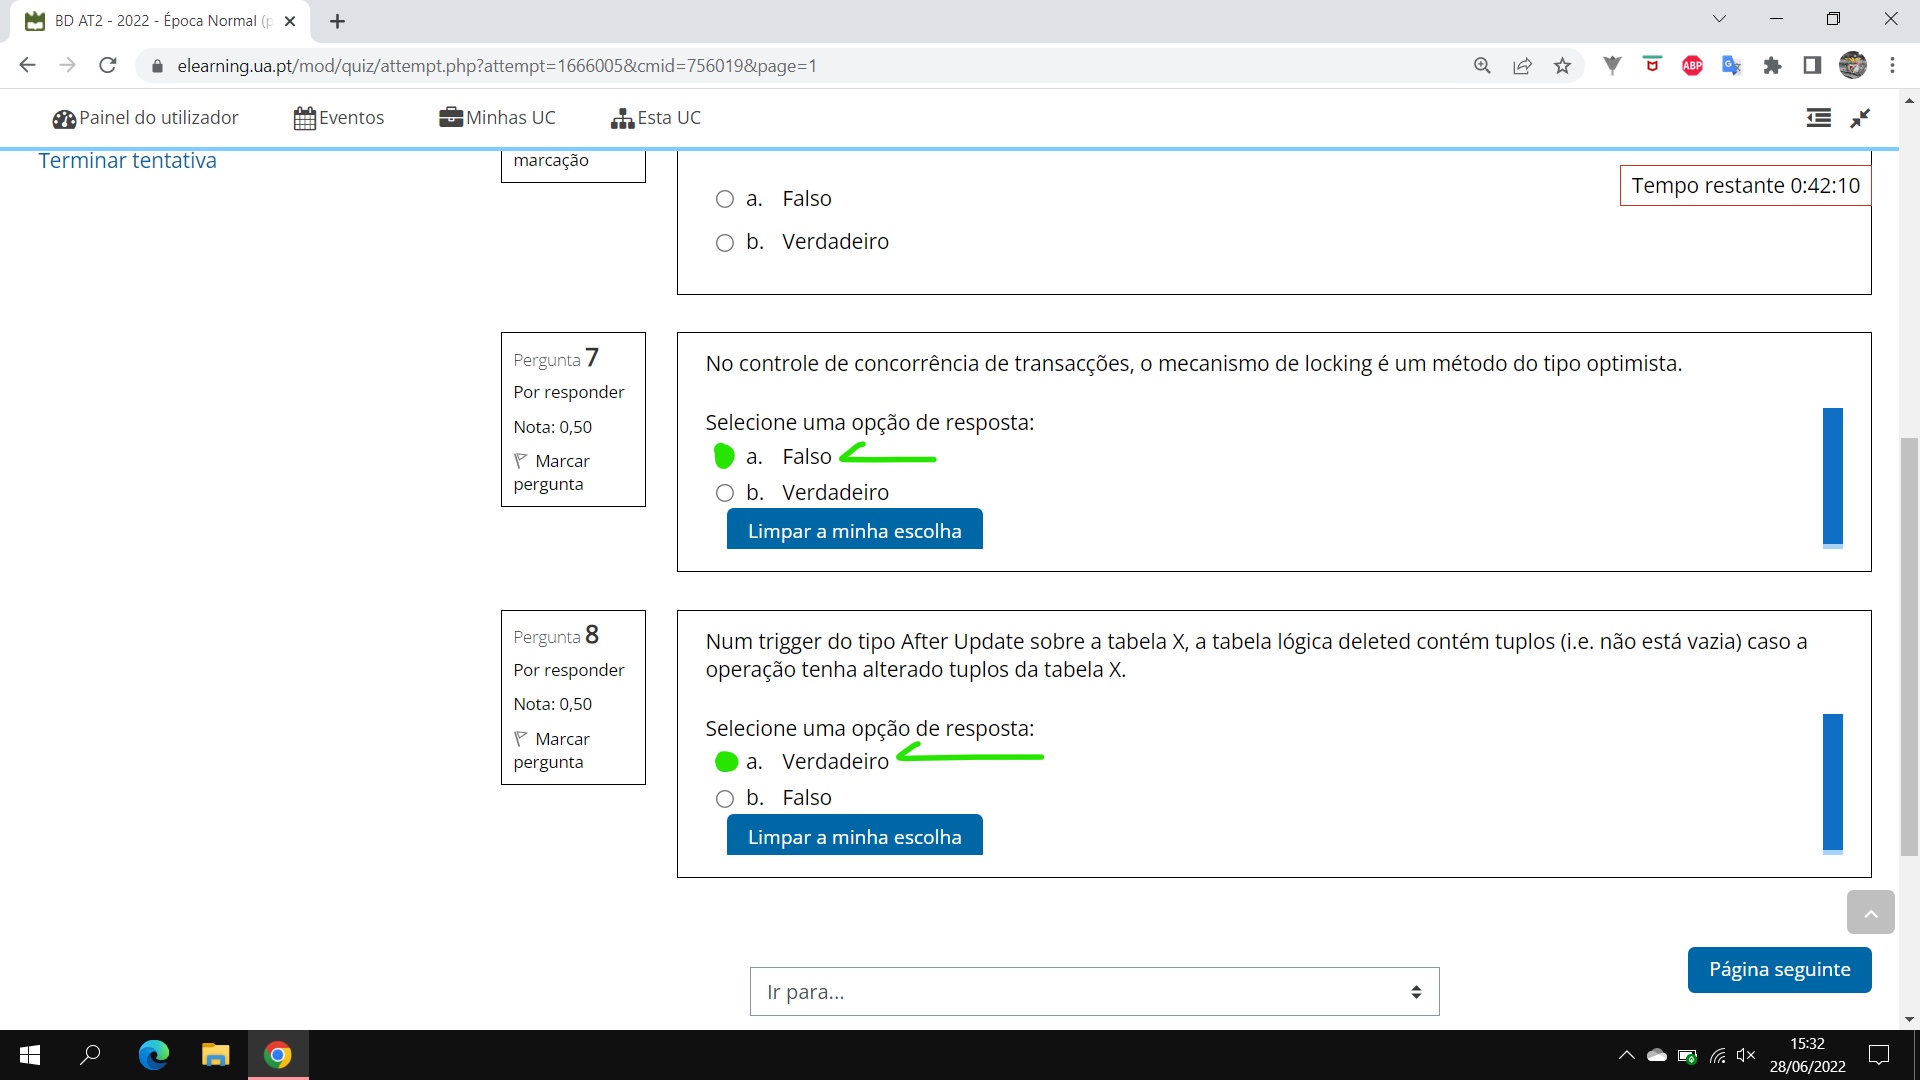 BD AT2 - 2022 - Época Normal (p
elearning.ua.pt/mod/quiz/attempt.php?attempt=1666005&cmid=756019&page=1
ABP
Painel do utilizador
Eventos
Minhas UC
Esta UC
Terminar tentativa
marcação
Tempo restante 0:42:10
a. Falso
b. Verdadeiro
Pergunta 7
Por responder
Nota: 0,50
Marcar
pergunta
No controle de concorrência de transacções, o mecanismo de locking é um método do tipo optimista.
Selecione uma opção de resposta:
a. Falso
b. Verdadeiro
Limpar a minha escolha
Pergunta 8
Por responder
Nota: 0,50
Marcar
pergunta
Num trigger do tipo After Update sobre a tabela X, a tabela lógica deleted contém tuplos (i.e. não está vazia) caso a
operação tenha alterado tuplos da tabela X.
Selecione uma opção de resposta:
a. Verdadeiro
b. Falso
Limpar a minha escolha
Ir para...
Página seguinte
15:32
28/06/2022